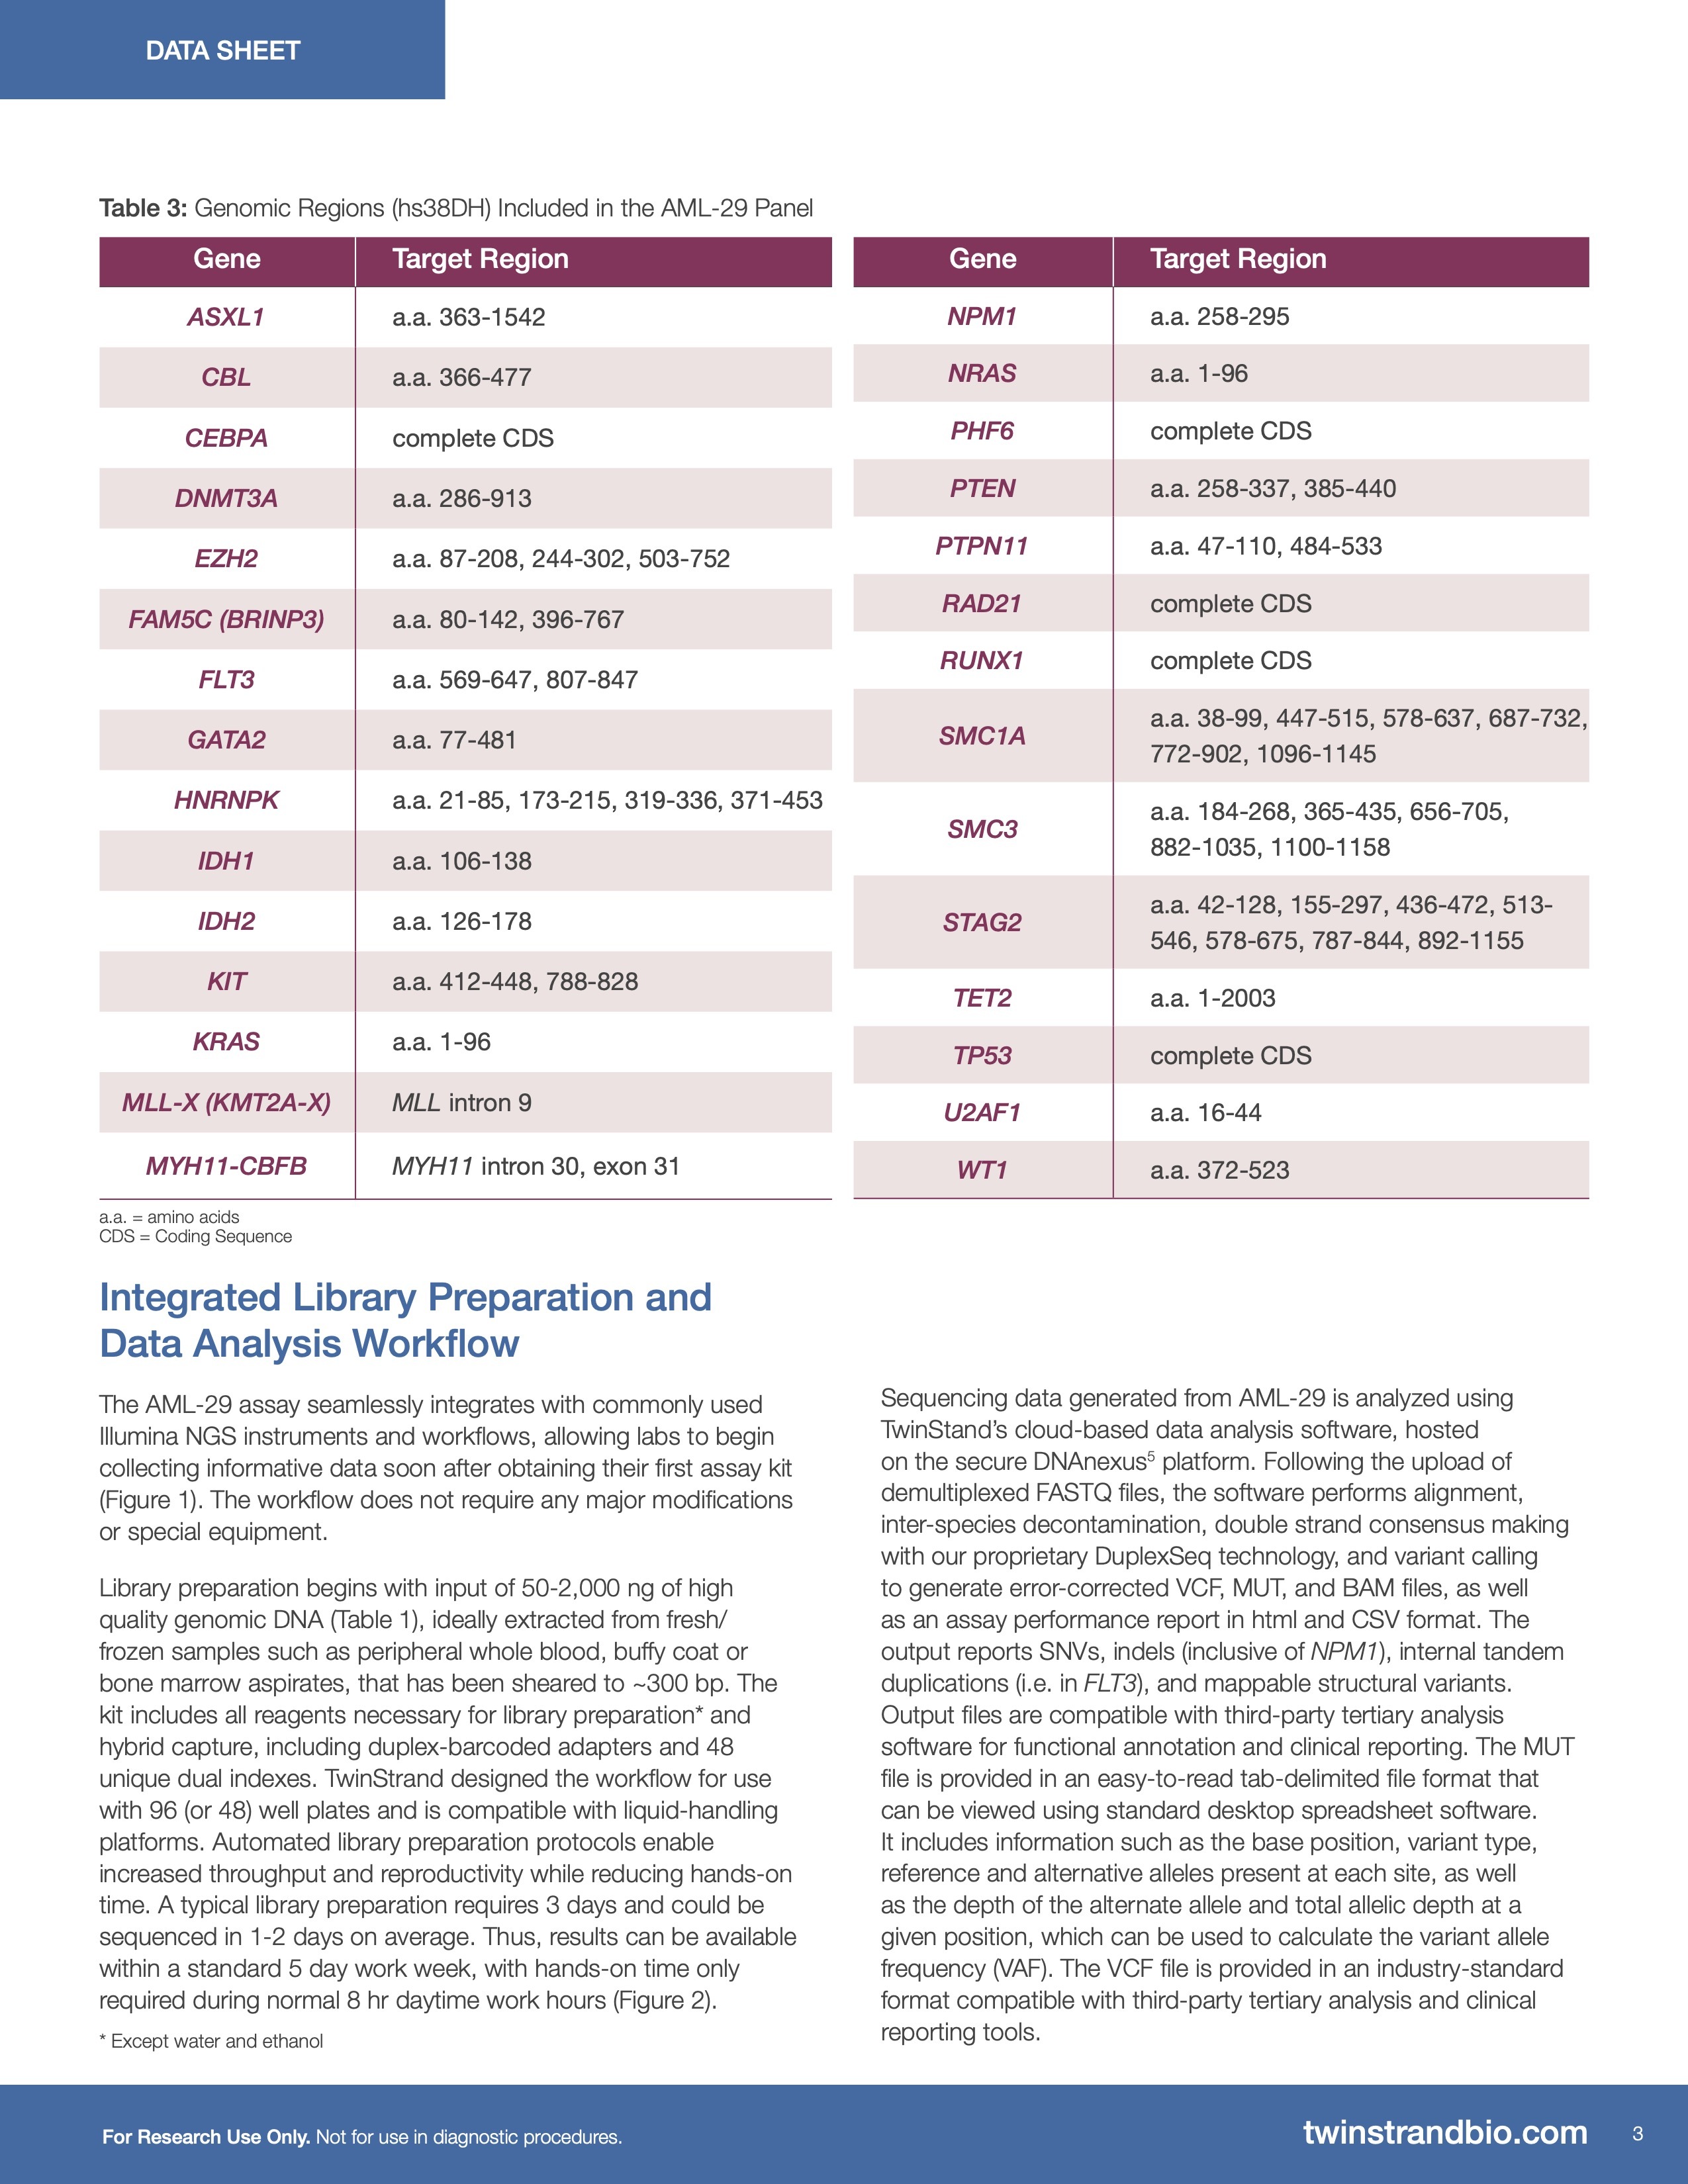 DATA SHEET
Table 3: Genomic Regions (hs38DH) Included in the AML-29 Panel
Gene Target Region
ASXL1 a.a. 363-1542
CBL a.a. 366-477
CEBPA complete CDS
DNMT3A a.a. 286-913
EZH2 a.a. 87-208, 244-302, 503-752
FAM5C (BRINP3) a.a. 80-142, 396-767
FLT3 a.a. 569-647, 807-847
GATA2 a.a. 77-481
HNRNPK a.a. 21-85, 173-215, 319-336, 371-453
IDH1 a.a. 106-138
IDH2 a.a. 126-178
KIT a.a. 412-448, 788-828
KRAS a.a. 1-96
MLL-X (KMT2A-X) MLL intron 9
MYH11-CBFB MYH11 intron 30, exon 31
Gene Target Region
NPM1 a.a. 258-295
NRAS a.a. 1-96
PHF6 complete CDS
PTEN a.a. 258-337, 385-440
PTPN11 a.a. 47-110, 484-533
RAD21 complete CDS
RUNX1 complete CDS
SMC1A a.a. 38-99, 447-515, 578-637, 687-732,
772-902, 1096-1145
SMC3 a.a. 184-268, 365-435, 656-705,
882-1035, 1100-1158
STAG2 a.a. 42-128, 155-297, 436-472, 513-
546, 578-675, 787-844, 892-1155
TET2 a.a. 1-2003
TP53 complete CDS
U2AF1 a.a. 16-44
WT1 a.a. 372-523
a.a. = amino acids
CDS = Coding Sequence
Integrated Library Preparation and
Data Analysis Workflow
The AML-29 assay seamlessly integrates with commonly used
Illumina NGS instruments and workflows, allowing labs to begin
collecting informative data soon after obtaining their first assay kit
(Figure 1). The workflow does not require any major modifications
or special equipment.
Library preparation begins with input of 50-2,000 ng of high
quality genomic DNA (Table 1), ideally extracted from fresh/
frozen samples such as peripheral whole blood, buffy coat or
bone marrow aspirates, that has been sheared to ~300 bp. The
kit includes all reagents necessary for library preparation* and
hybrid capture, including duplex-barcoded adapters and 48
unique dual indexes. TwinStrand designed the workflow for use
with 96 (or 48) well plates and is compatible with liquid-handling
platforms. Automated library preparation protocols enable
increased throughput and reproductivity while reducing hands-on
time. A typical library preparation requires 3 days and could be
sequenced in 1-2 days on average. Thus, results can be available
within a standard 5 day work week, with hands-on time only
required during normal 8 hr daytime work hours (Figure 2).
* Except water and ethanol
Sequencing data generated from AML-29 is analyzed using
TwinStand’s cloud-based data analysis software, hosted
on the secure DNAnexus⁵ platform. Following the upload of
demultiplexed FASTQ files, the software performs alignment,
inter-species decontamination, double strand consensus making
with our proprietary DuplexSeq technology, and variant calling
to generate error-corrected VCF, MUT, and BAM files, as well
as an assay performance report in html and CSV format. The
output reports SNVs, indels (inclusive of NPM1), internal tandem
duplications (i.e. in FLT3), and mappable structural variants.
Output files are compatible with third-party tertiary analysis
software for functional annotation and clinical reporting. The MUT
file is provided in an easy-to-read tab-delimited file format that
can be viewed using standard desktop spreadsheet software.
It includes information such as the base position, variant type,
reference and alternative alleles present at each site, as well
as the depth of the alternate allele and total allelic depth at a
given position, which can be used to calculate the variant allele
frequency (VAF). The VCF file is provided in an industry-standard
format compatible with third-party tertiary analysis and clinical
reporting tools.
For Research Use Only. Not for use in diagnostic procedures.
twinstrandbio.com 3